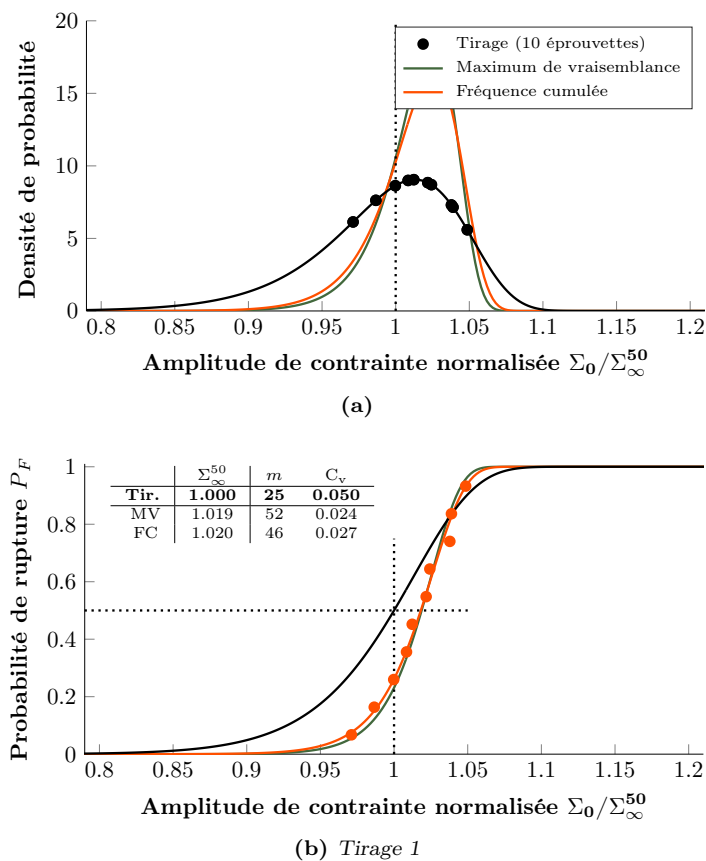 20
15
10
5
0
Densité de probabilité
Tirage (10 éprouvettes)
Maximum de vraisemblance
Fréquence cumulée
0.8 0.85 0.9 0.95 1 1.05 1.1 1.15 1.2
Amplitude de contrainte normalisée Σ₀/Σ∞⁵⁰
(a)
1
0.8
0.6
0.4
0.2
0
Probabilité de rupture P_F
Σ∞⁵⁰ m Cᵥ
Tir. 1.000 25 0.050
MV 1.019 52 0.024
FC 1.020 46 0.027
0.8 0.85 0.9 0.95 1 1.05 1.1 1.15 1.2
Amplitude de contrainte normalisée Σ₀/Σ∞⁵⁰
(b) Tirage 1